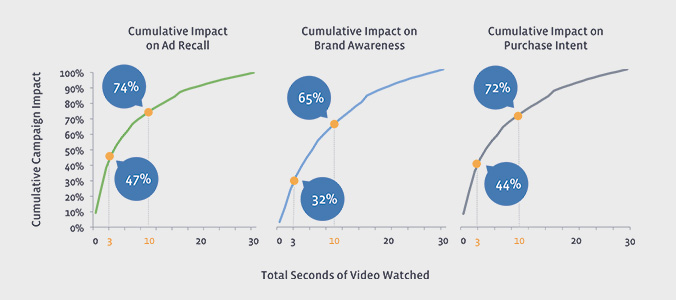 Cumulative Impact
on Ad Recall
Cumulative Impact on
Brand Awareness
Cumulative Impact on
Purchase Intent
Cumulative Campaign Impact
100%
90%
80%
70%
60%
50%
40%
30%
20%
10%
0%
74%
47%
0 3 10 20 30
65%
32%
0 3 10 20 30
72%
44%
0 3 10 20 30
Total Seconds of Video Watched